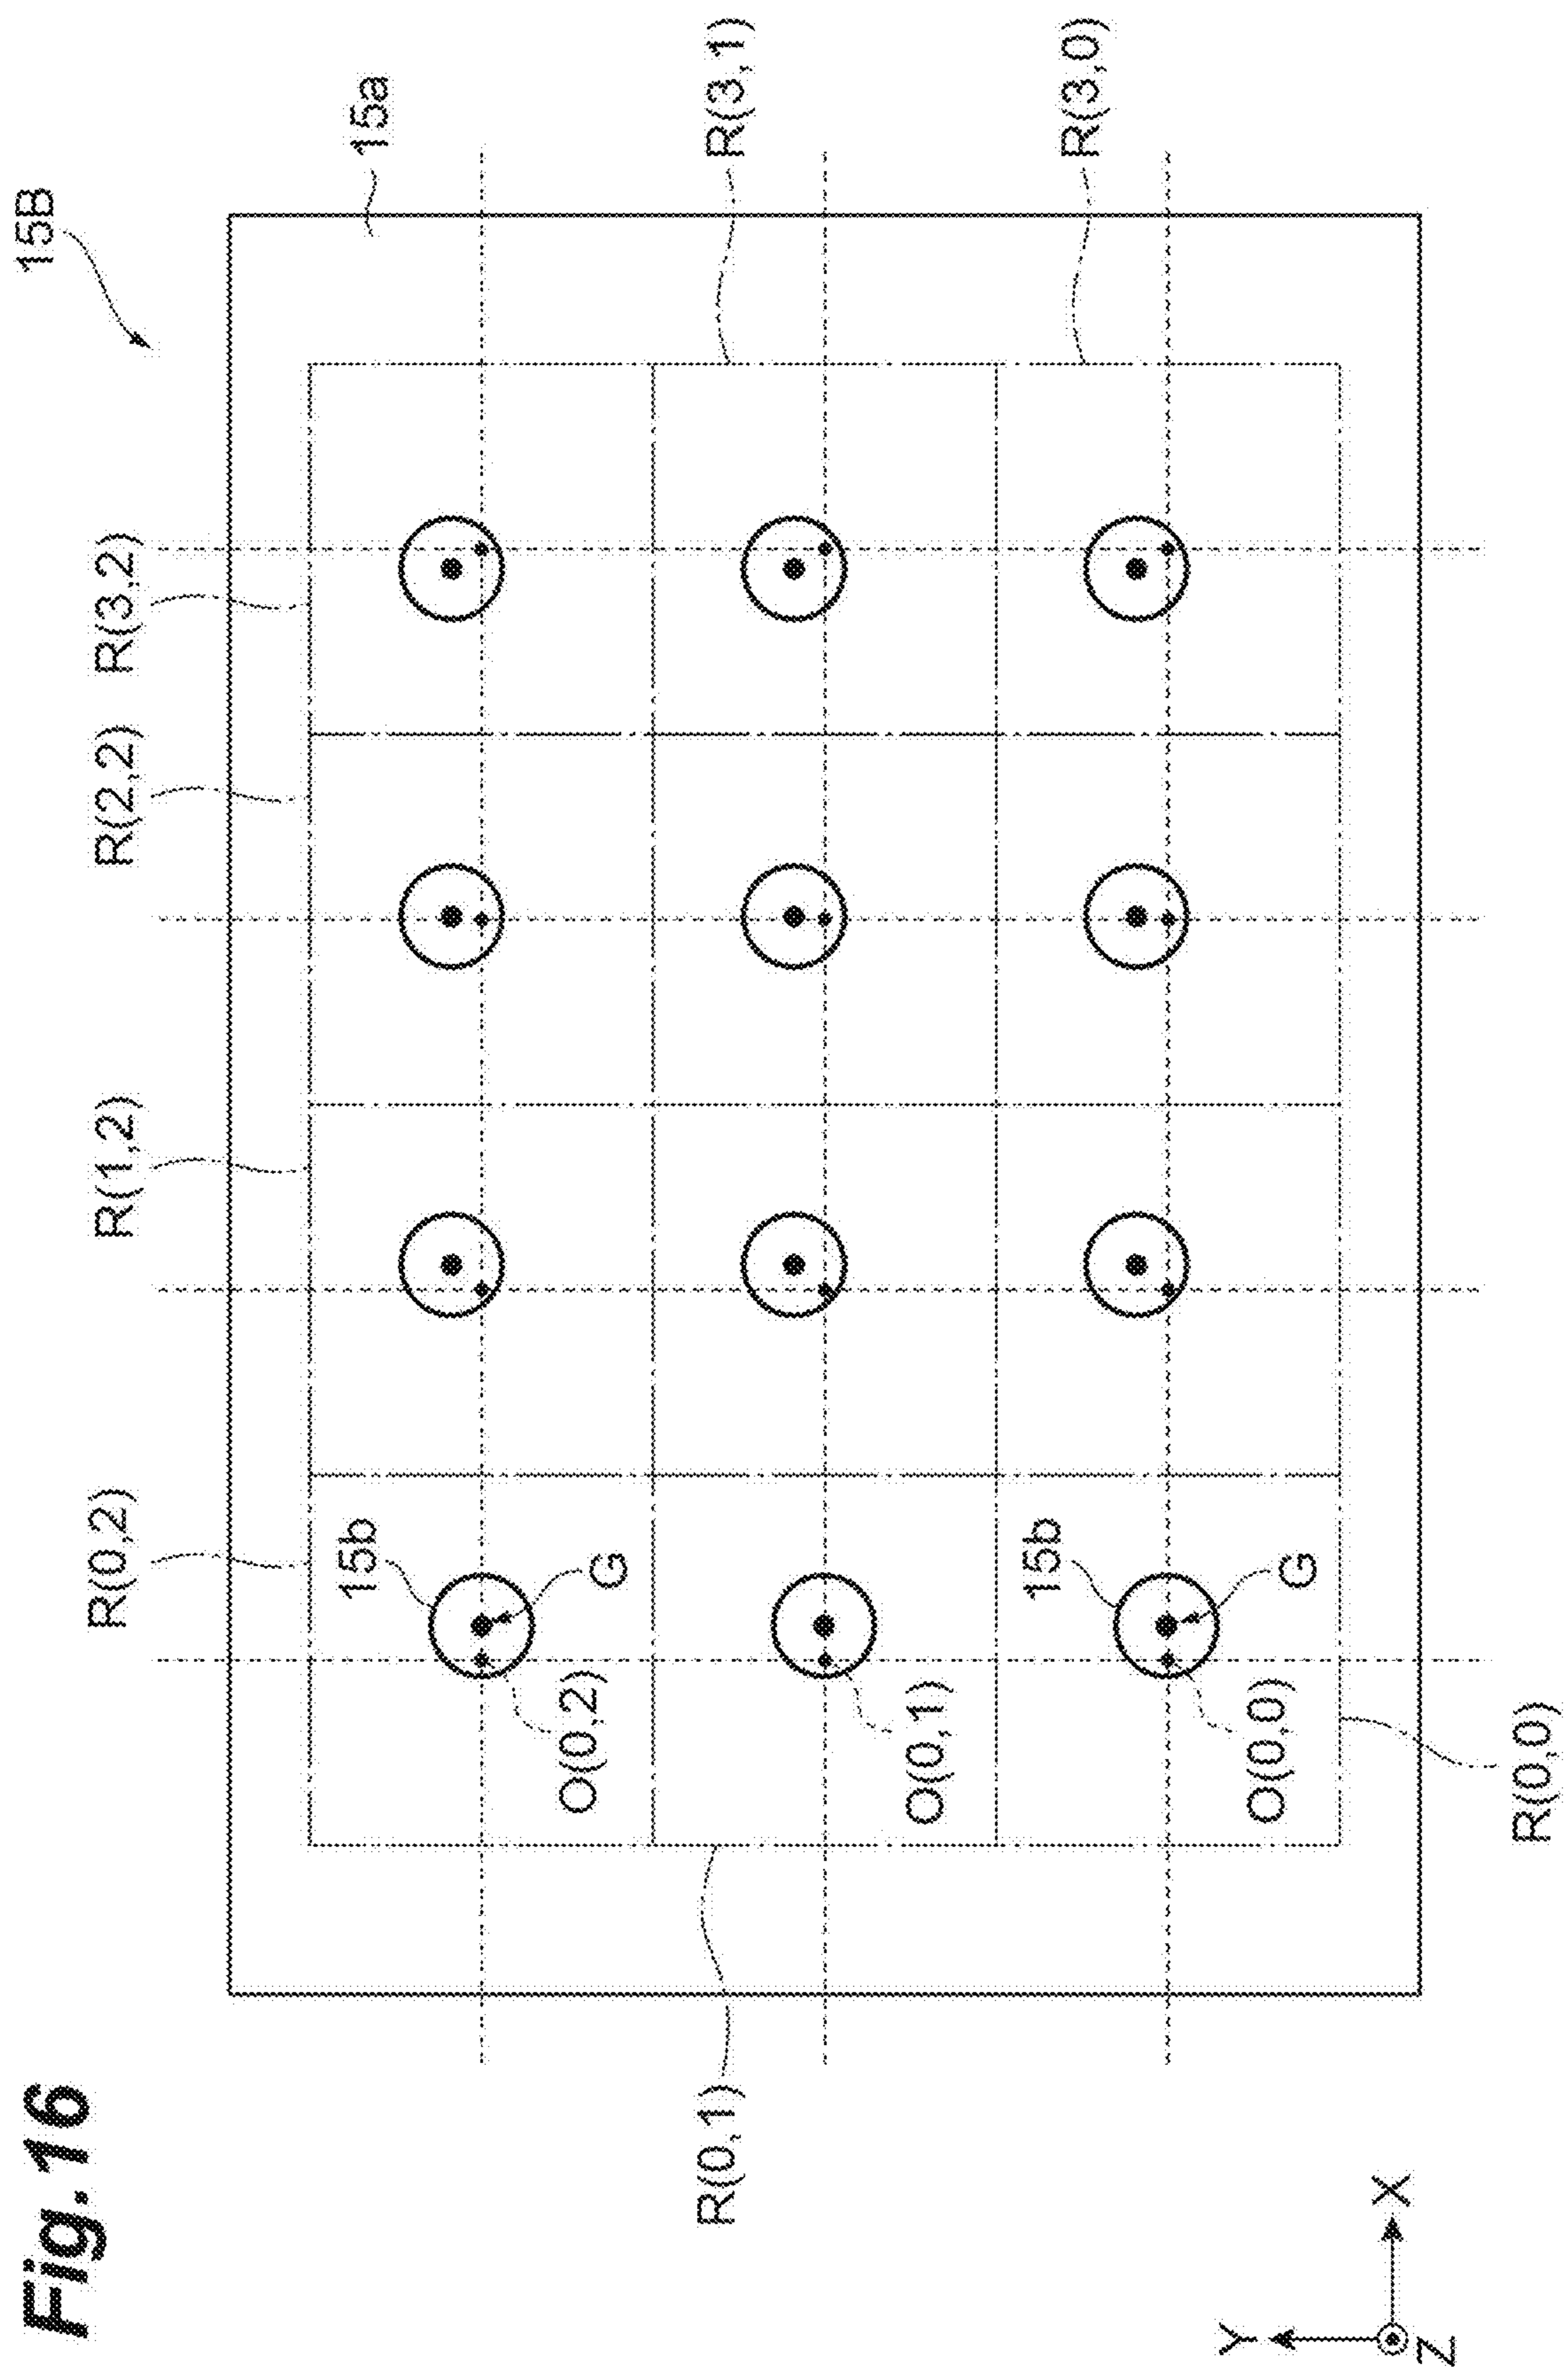 Fig.16
15B
R(0,2)
R(1,2)
R(2,2)
R(3,2)
15b
15a
O(0,2)
G
R(0,1)
R(3,1)
O(0,1)
15b
R(3,0)
Y
O(0,0)
G
X
Z
R(0,0)